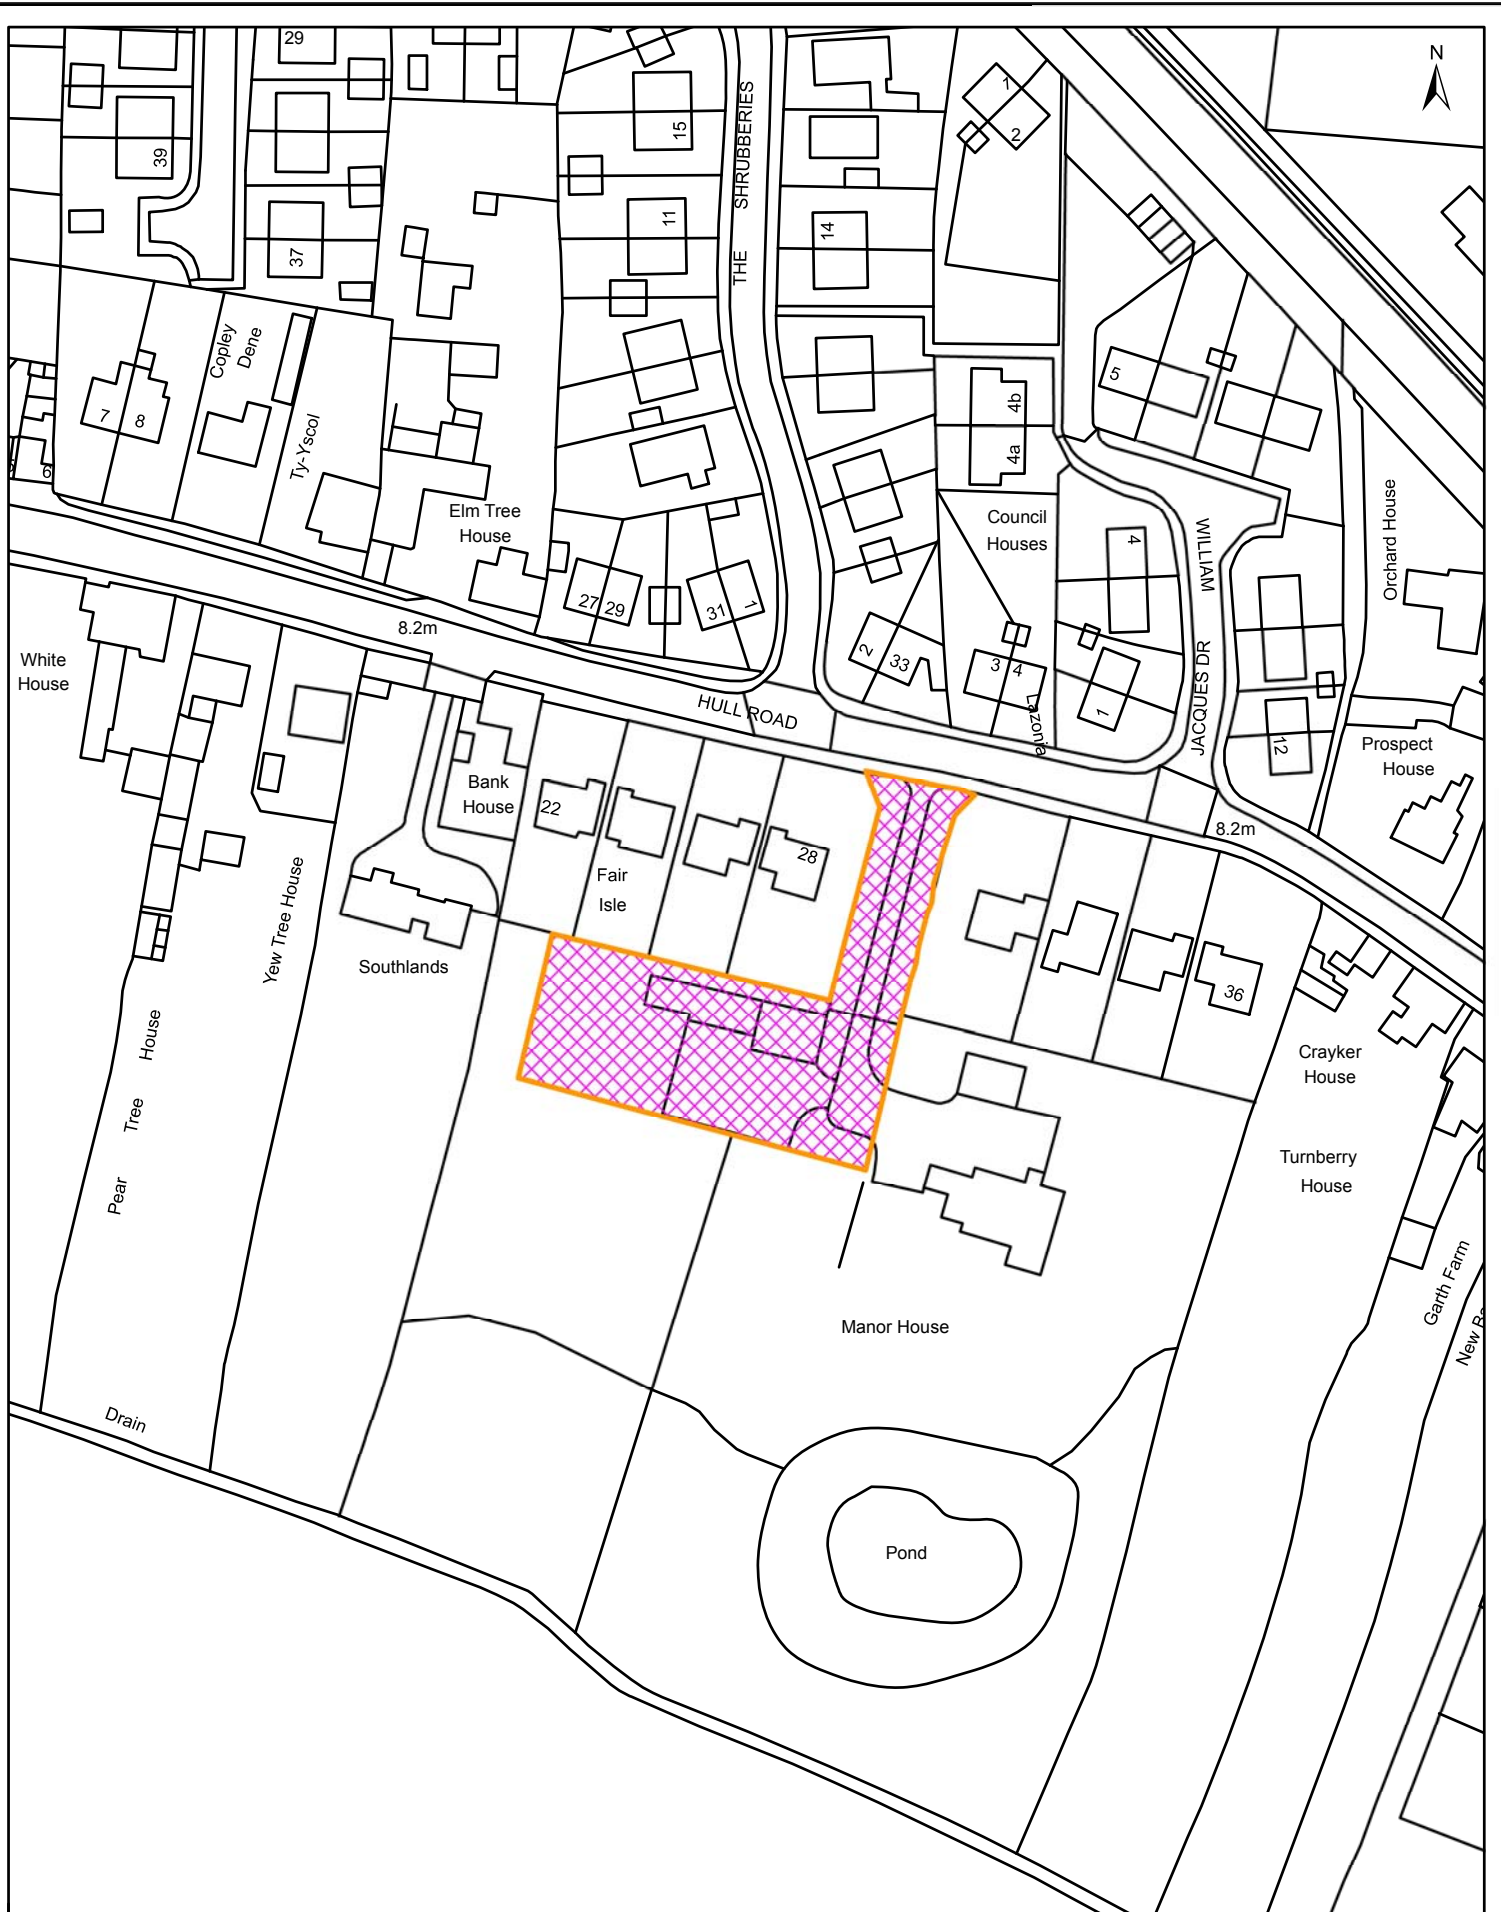 N
29
1
2
39
15
THE SHRUBBERIES
11
37
14
Copley
Dene
5
7
8
Ty-Yscol
4b
4a
6
Elm Tree
House
Council
Houses
4
WILLIAM JACQUES DR
Orchard House
27
29
31
1
8.2m
2
33
3
4
Lazonia
1
White
House
HULL ROAD
12
Prospect
House
Bank
House
22
28
8.2m
Fair
Isle
Yew Tree House
Southlands
36
Crayker
House
Pear Tree House
Turnberry
House
Garth Farm
Manor House
New
Drain
Pond